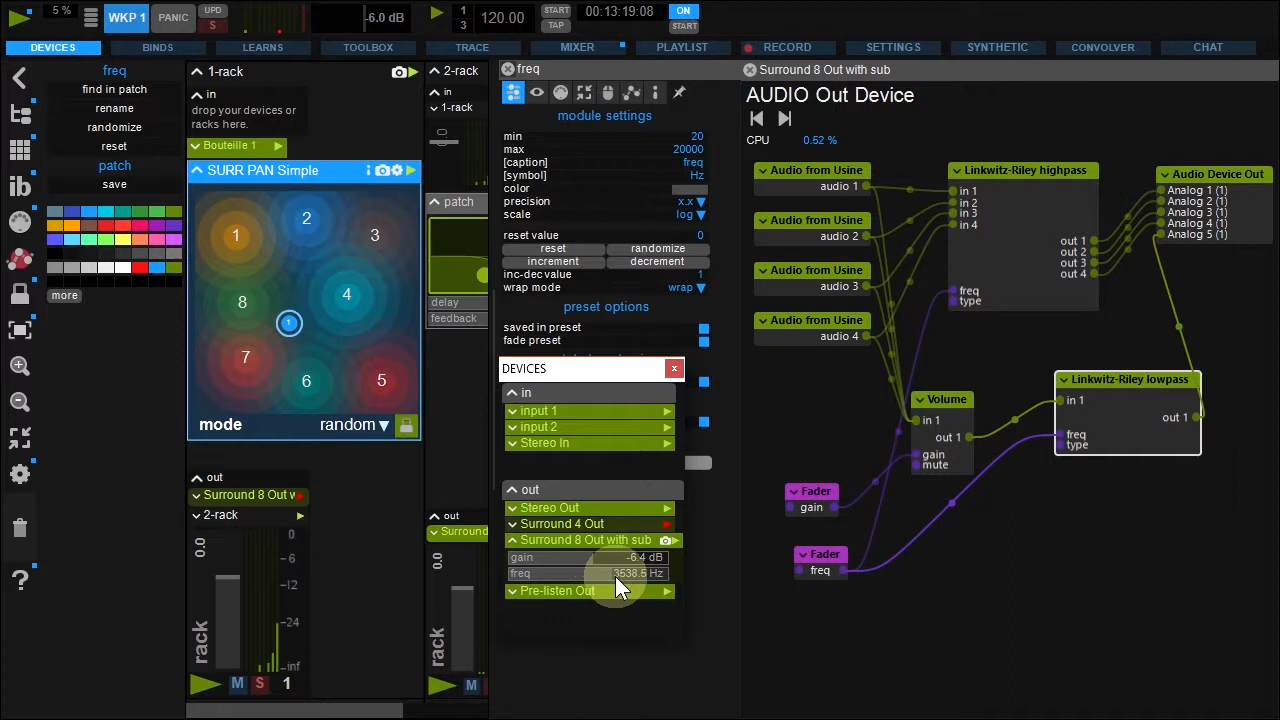 5 %
WKP 1
PANIC
UPD
S
-6.0 dB
1
3
120.00
START
TAP
00:13:19:08
ON
START
DEVICES
BINDS
LEARNS
TOOLBOX
TRACE
MIXER
PLAYLIST
RECORD
SETTINGS
SYNTHETIC
CONVOLVER
CHAT
freq
find in patch
rename
randomize
reset
patch
save
more
ib
?
1-rack
in
drop your devices or
racks here.
Bouteille 1
SURR PAN Simple
1
2
3
4
8
1
7
6
5
mode
random
out
Surround 8 Out w
2-rack
0.0
0
-6
-12
-24
-inf
rack
M
S
1
2-rack
in
1-rack
patch
delay
feedback
out
Surround
0.0
rack
M
freq
module settings
min 20
max 20000
[caption] freq
[symbol] Hz
color
precision x.x
scale log
reset value 0
reset
randomize
increment
decrement
inc-dec value 1
wrap mode wrap
preset options
saved in preset
fade preset
DEVICES
x
in
input 1
input 2
Stereo In
out
Stereo Out
Surround 4 Out
Surround 8 Out with sub
gain -6.4 dB
freq 3538.5 Hz
Pre-listen Out
Surround 8 Out with sub
AUDIO Out Device
CPU 0.52 %
Audio from Usine
audio 1
Audio from Usine
audio 2
Audio from Usine
audio 3
Audio from Usine
audio 4
Linkwitz-Riley highpass
in 1
in 2
in 3
in 4
out 1
out 2
out 3
out 4
freq
type
Audio Device Out
Analog 1 (1)
Analog 2 (1)
Analog 3 (1)
Analog 4 (1)
Analog 5 (1)
Volume
in 1
out 1
gain
mute
Linkwitz-Riley lowpass
in 1
out 1
freq
type
Fader
gain
Fader
freq